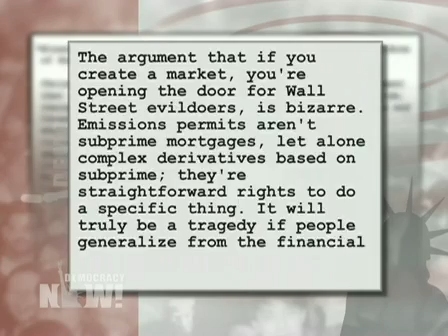 The argument that if you
create a market, you're
opening the door for Wall
Street evildoers, is bizarre.
Emissions permits aren't
subprime mortgages, let alone
complex derivatives based on
subprime; they're
straightforward rights to do
a specific thing. It will
truly be a tragedy if people
generalize from the financial
DEMOCRACY
NOW!